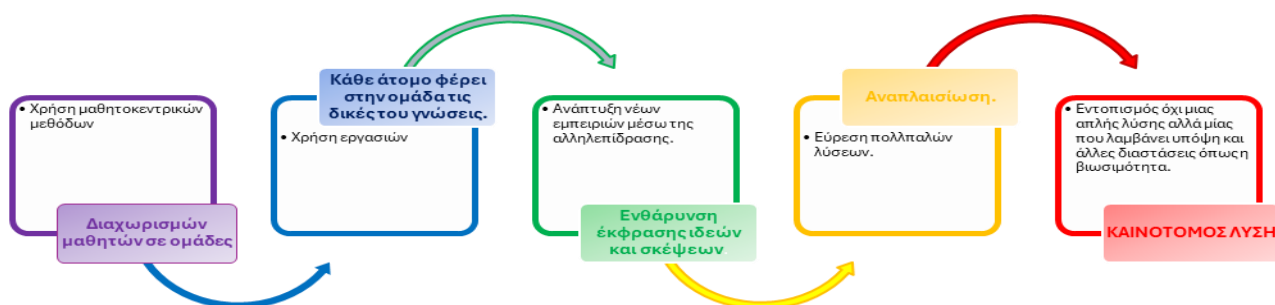 • Χρήση μαθητοκεντρικών
μεθόδων
Διαχωρισμών
μαθητών σε ομάδες
Κάθε άτομο φέρει
στην ομάδα τις
δικές του γνώσεις.
• Χρήση εργασιών
• Ανάπτυξη νέων
εμπειριών μέσω της
αλληλεπίδρασης.
Ενθάρυνση
έκφρασης ιδεών
και σκέψεων
Αναπλαισίωση.
• Εύρεση πολλπαλών
λύσεων.
• Εντοπισμός όχι μιας
απλής λύσης αλλά μίας
που λαμβάνει υπόψη και
άλλες διαστάσεις όπως η
βιωσιμότητα.
ΚΑΙΝΟΤΟΜΟΣ ΛΥΣΗ